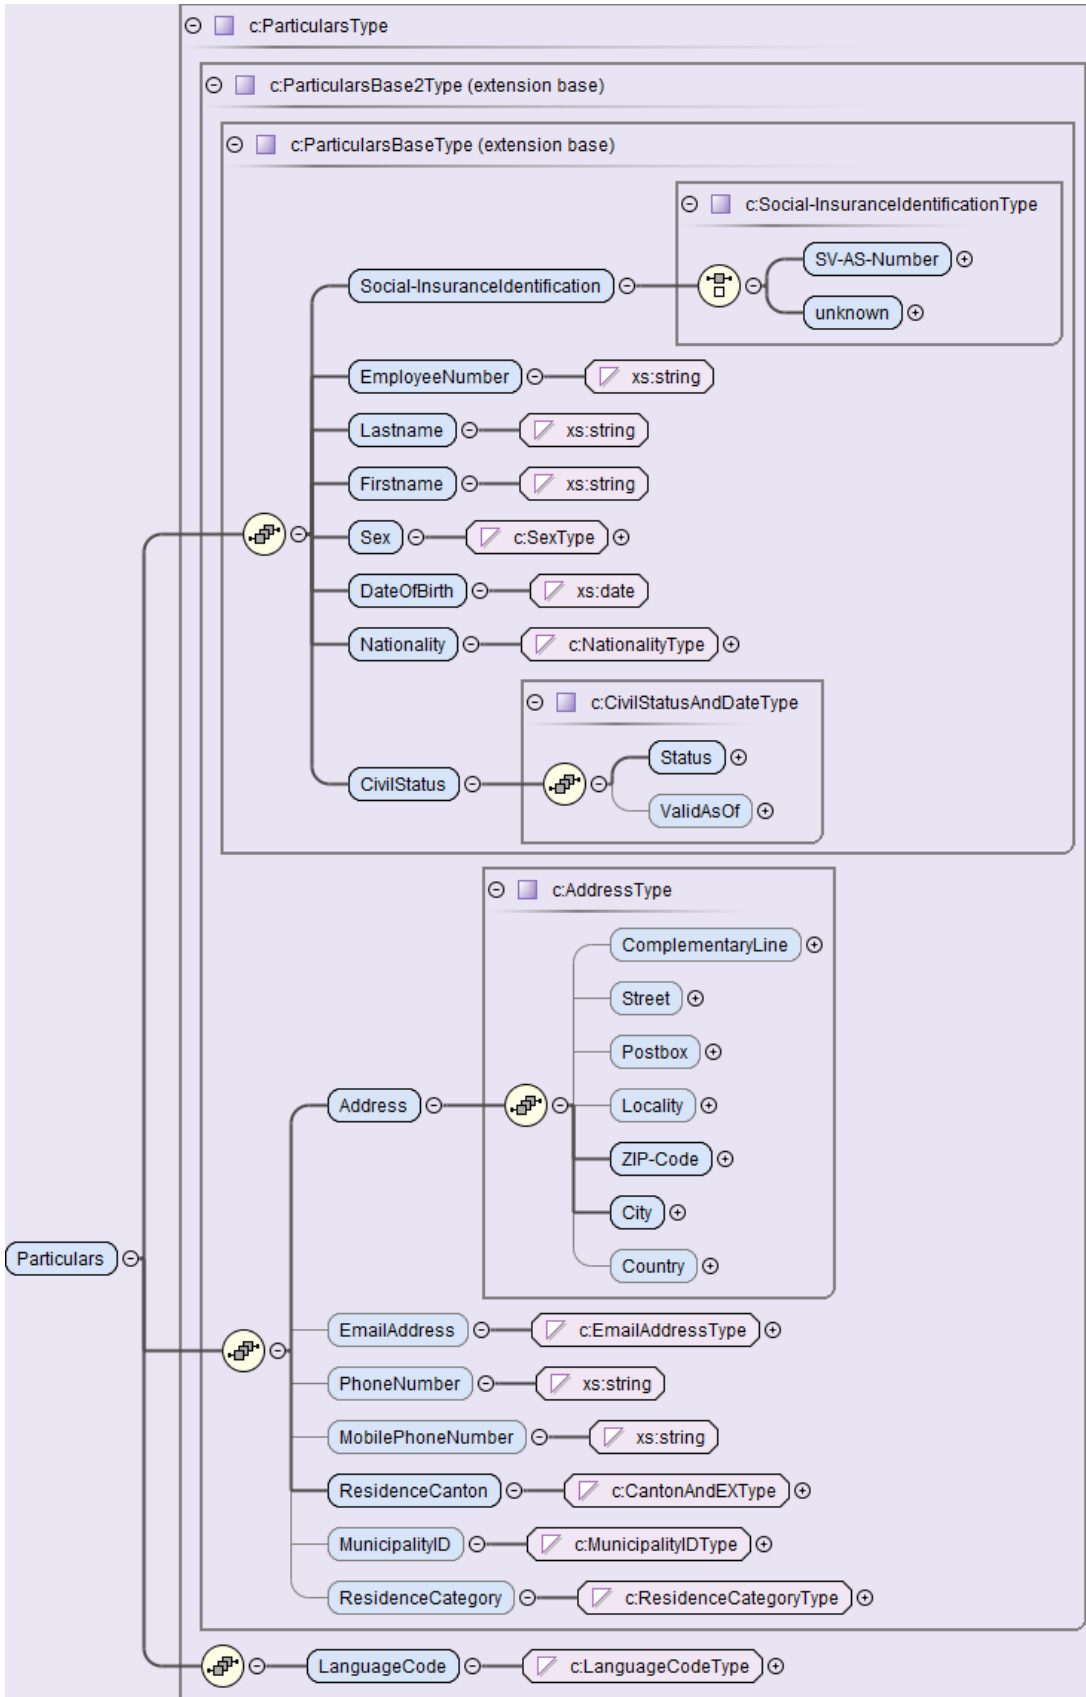 c:ParticularsType
c:ParticularsBase2Type (extension base)
c:ParticularsBaseType (extension base)
c:Social-InsuranceIdentificationType
SV-AS-Number
Social-InsuranceIdentification
unknown
EmployeeNumber xs:string
Lastname xs:string
Firstname xs:string
Sex c:SexType
DateOfBirth xs:date
Nationality c:NationalityType
c:CivilStatusAndDateType
Status
CivilStatus
ValidAsOf
c:AddressType
ComplementaryLine
Street
Postbox
Address Locality
ZIP-Code
City
Particulars Country
EmailAddress c:EmailAddressType
PhoneNumber xs:string
MobilePhoneNumber xs:string
ResidenceCanton c:CantonAndEXType
MunicipalityID c:MunicipalityIDType
ResidenceCategory c:ResidenceCategoryType
LanguageCode c:LanguageCodeType